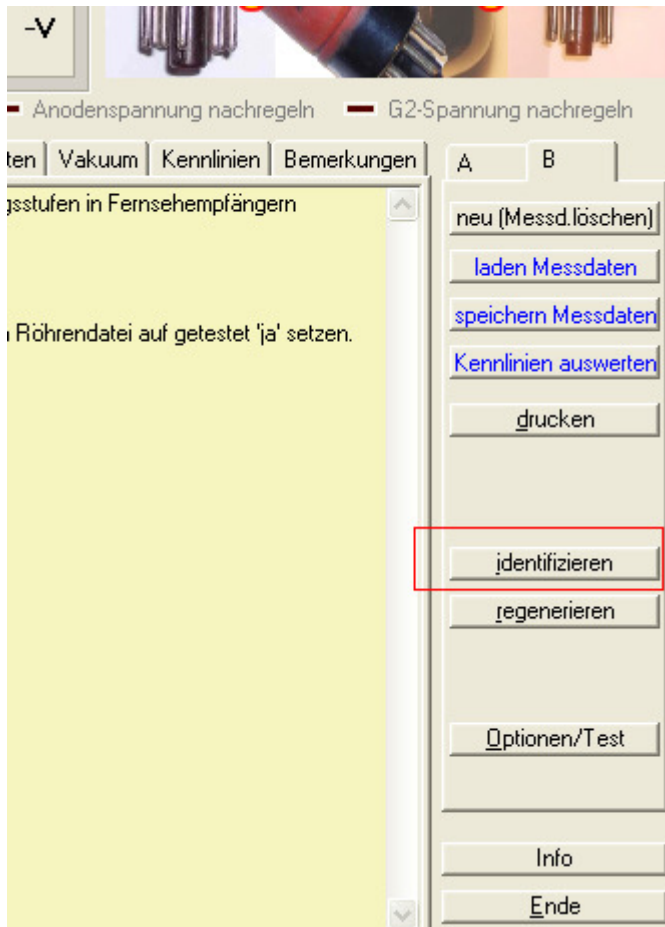 -V
Anodenspannung nachregeln G2-Spannung nachregeln
ten Vakuum Kennlinien Bemerkungen A B
gsstufen in Fernsehempfängern
Röhrendatei auf getestet 'ja' setzen.
neu (Messd.löschen)
laden Messdaten
speichern Messdaten
Kennlinien auswerten
drucken
identifizieren
regenerieren
Optionen/Test
Info
Ende